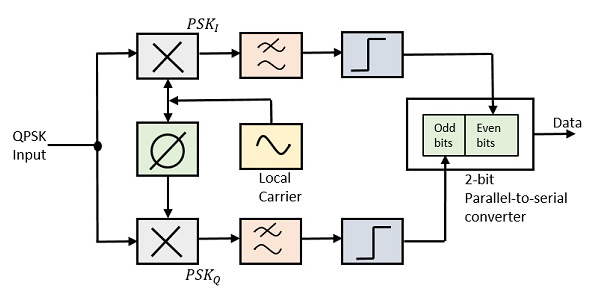 PSK_I
QPSK
Input
Ø
Local
Carrier
Odd
bits
Even
bits
Data
2-bit
Parallel-to-serial
converter
PSK_Q